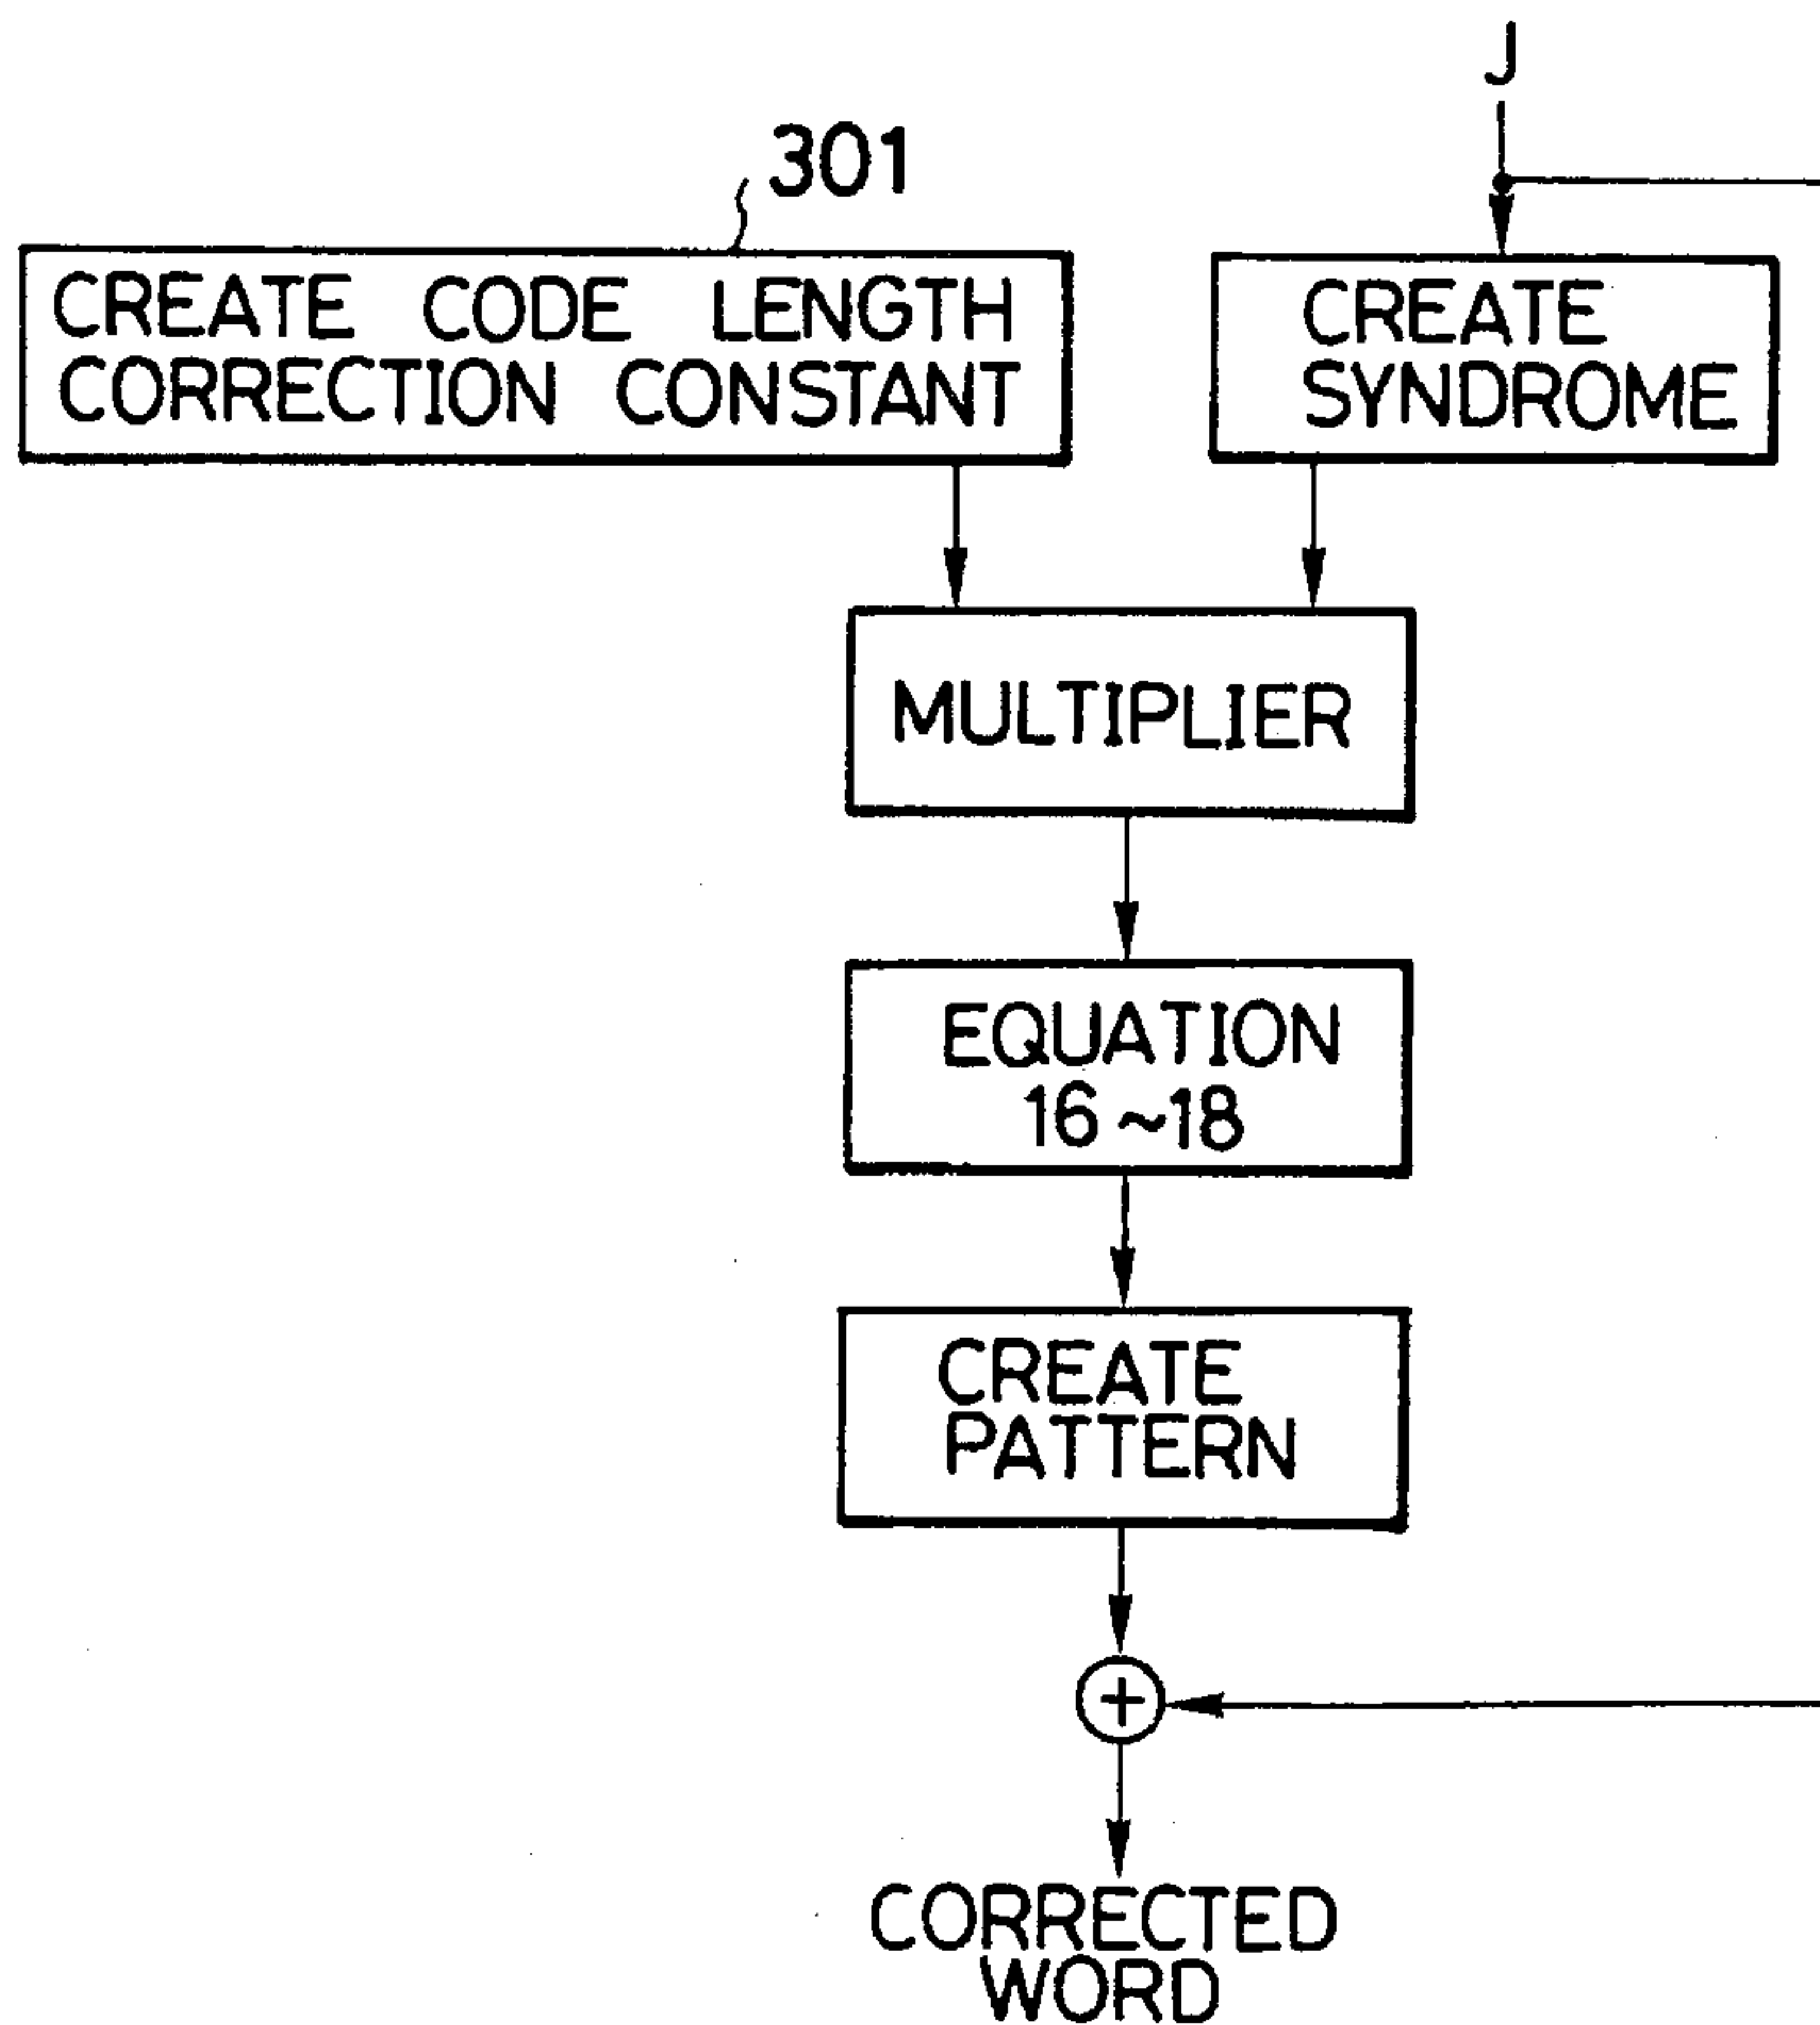 J
301
CREATE CODE LENGTH
CORRECTION CONSTANT
CREATE
SYNDROME
MULTIPLIER
EQUATION
16~18
CREATE
PATTERN
+
CORRECTED
WORD